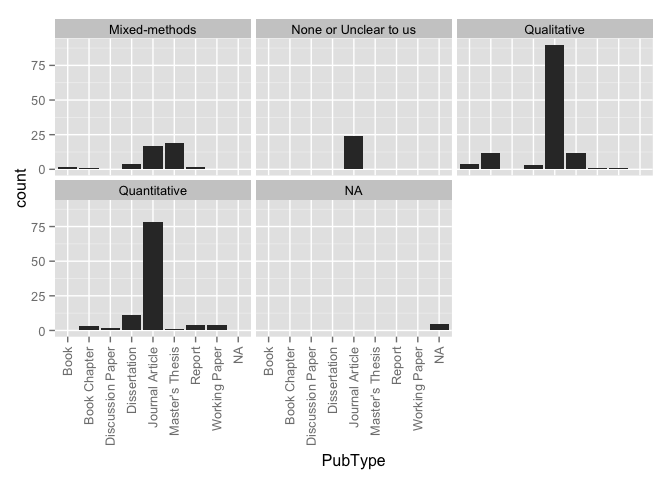 Mixed-methods
None or Unclear to us
Qualitative
75
50
25
0
count
Quantitative
NA
75
50
25
0
Book
Book Chapter
Discussion Paper
Dissertation
Journal Article
Master's Thesis
Report
Working Paper
NA
Book
Book Chapter
Discussion Paper
Dissertation
Journal Article
Master's Thesis
Report
Working Paper
NA
PubType